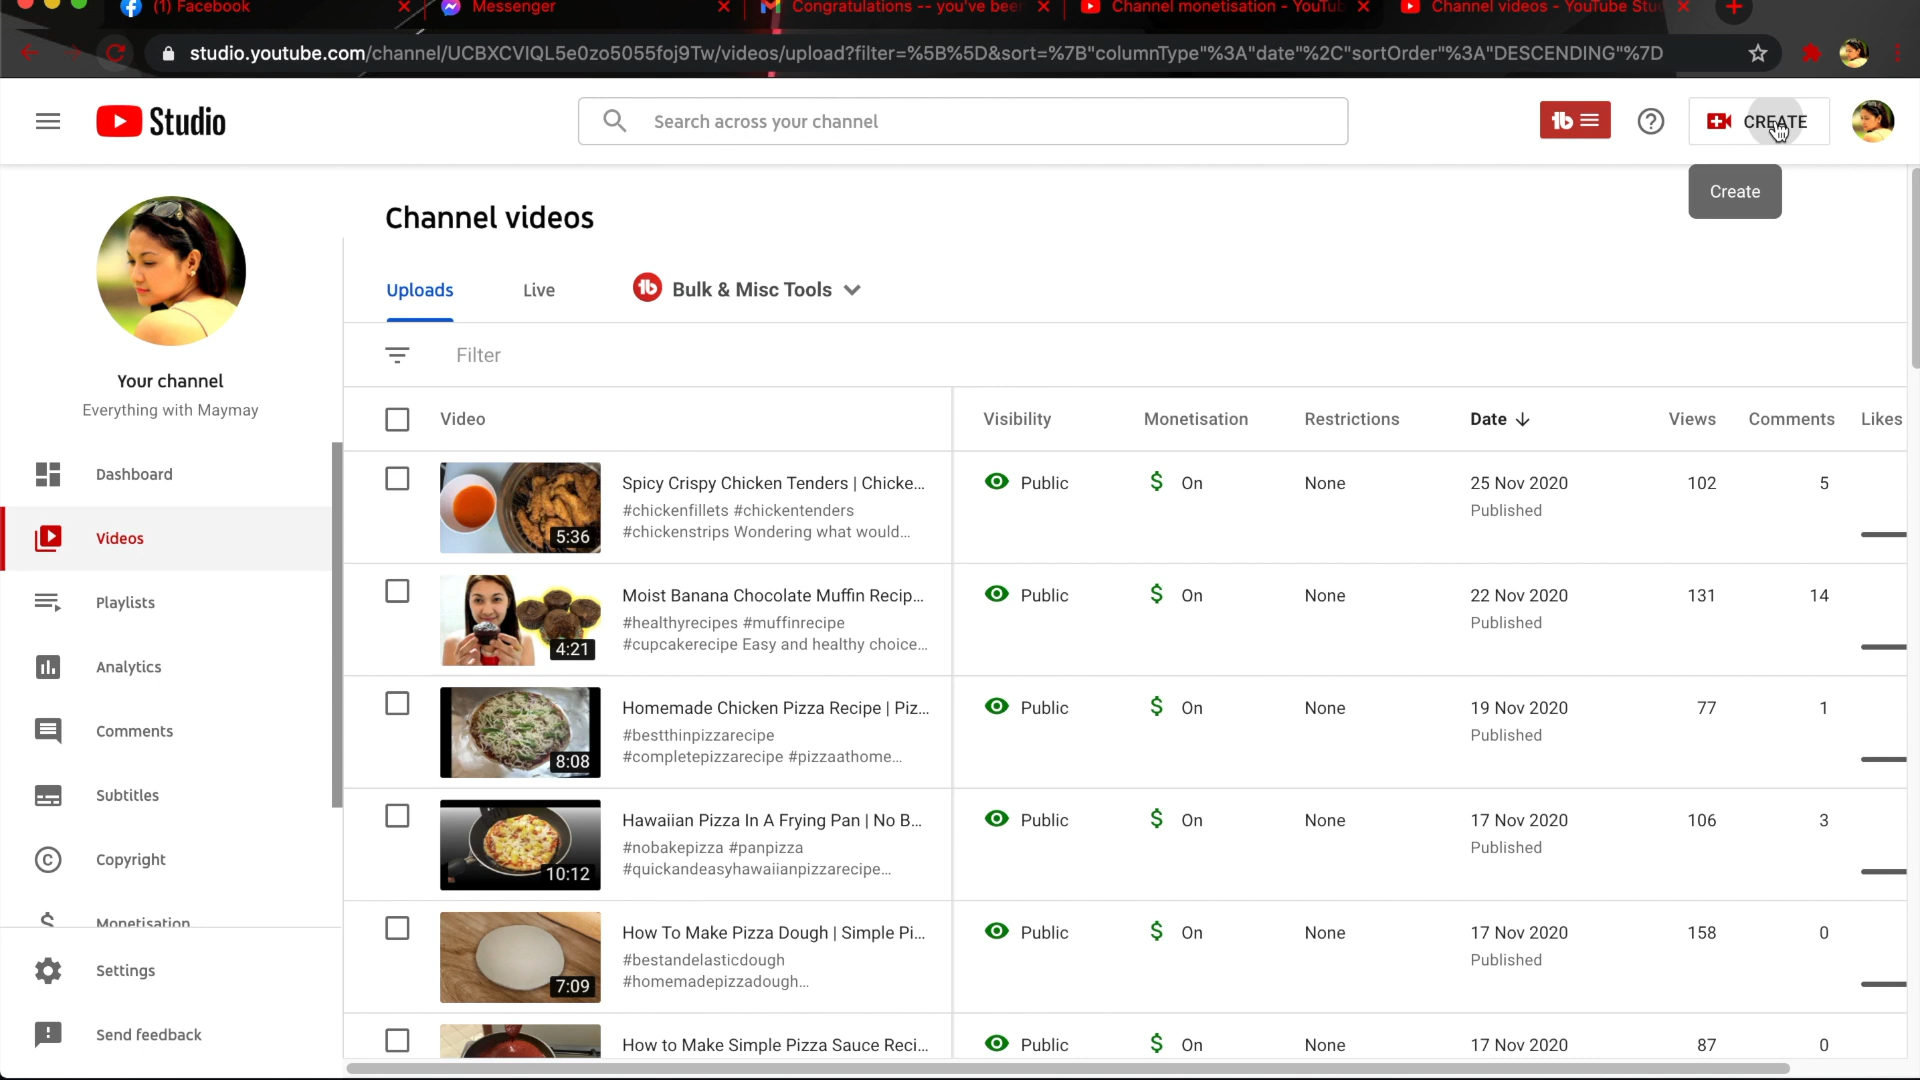 (1) Facebook
Messenger
Congratulations -- you've been
Channel monetisation - YouTub
Channel videos - YouTube Stu
studio.youtube.com/channel/UCBXCVIQL5e0zo5055foj9Tw/videos/upload?filter=%5B%5D&sort=%7B"columnType"%3A"date"%2C"sortOrder"%3A"DESCENDING"%7D
Studio
Search across your channel
CREATE
Create
Your channel
Everything with Maymay
Dashboard
Videos
Playlists
Analytics
Comments
Subtitles
Copyright
Monetisation
Settings
Send feedback
Channel videos
Uploads
Live
Bulk & Misc Tools
Filter
Video Visibility Monetisation Restrictions Date Views Comments Likes
5:36
Spicy Crispy Chicken Tenders | Chicke...
#chickenfillets #chickentenders
#chickenstrips Wondering what would...
Public $ On None 25 Nov 2020 102 5
Published
4:21
Moist Banana Chocolate Muffin Recip...
#healthyrecipes #muffinrecipe
#cupcakerecipe Easy and healthy choice...
Public $ On None 22 Nov 2020 131 14
Published
8:08
Homemade Chicken Pizza Recipe | Piz...
#bestthinpizzarecipe
#completepizzarecipe #pizzaathome...
Public $ On None 19 Nov 2020 77 1
Published
10:12
Hawaiian Pizza In A Frying Pan | No B...
#nobakepizza #panpizza
#quickandeasyhawaiianpizzarecipe...
Public $ On None 17 Nov 2020 106 3
Published
7:09
How To Make Pizza Dough | Simple Pi...
#bestandelasticdough
#homemadepizzadough...
Public $ On None 17 Nov 2020 158 0
Published
How to Make Simple Pizza Sauce Reci...
Public $ On None 17 Nov 2020 87 0